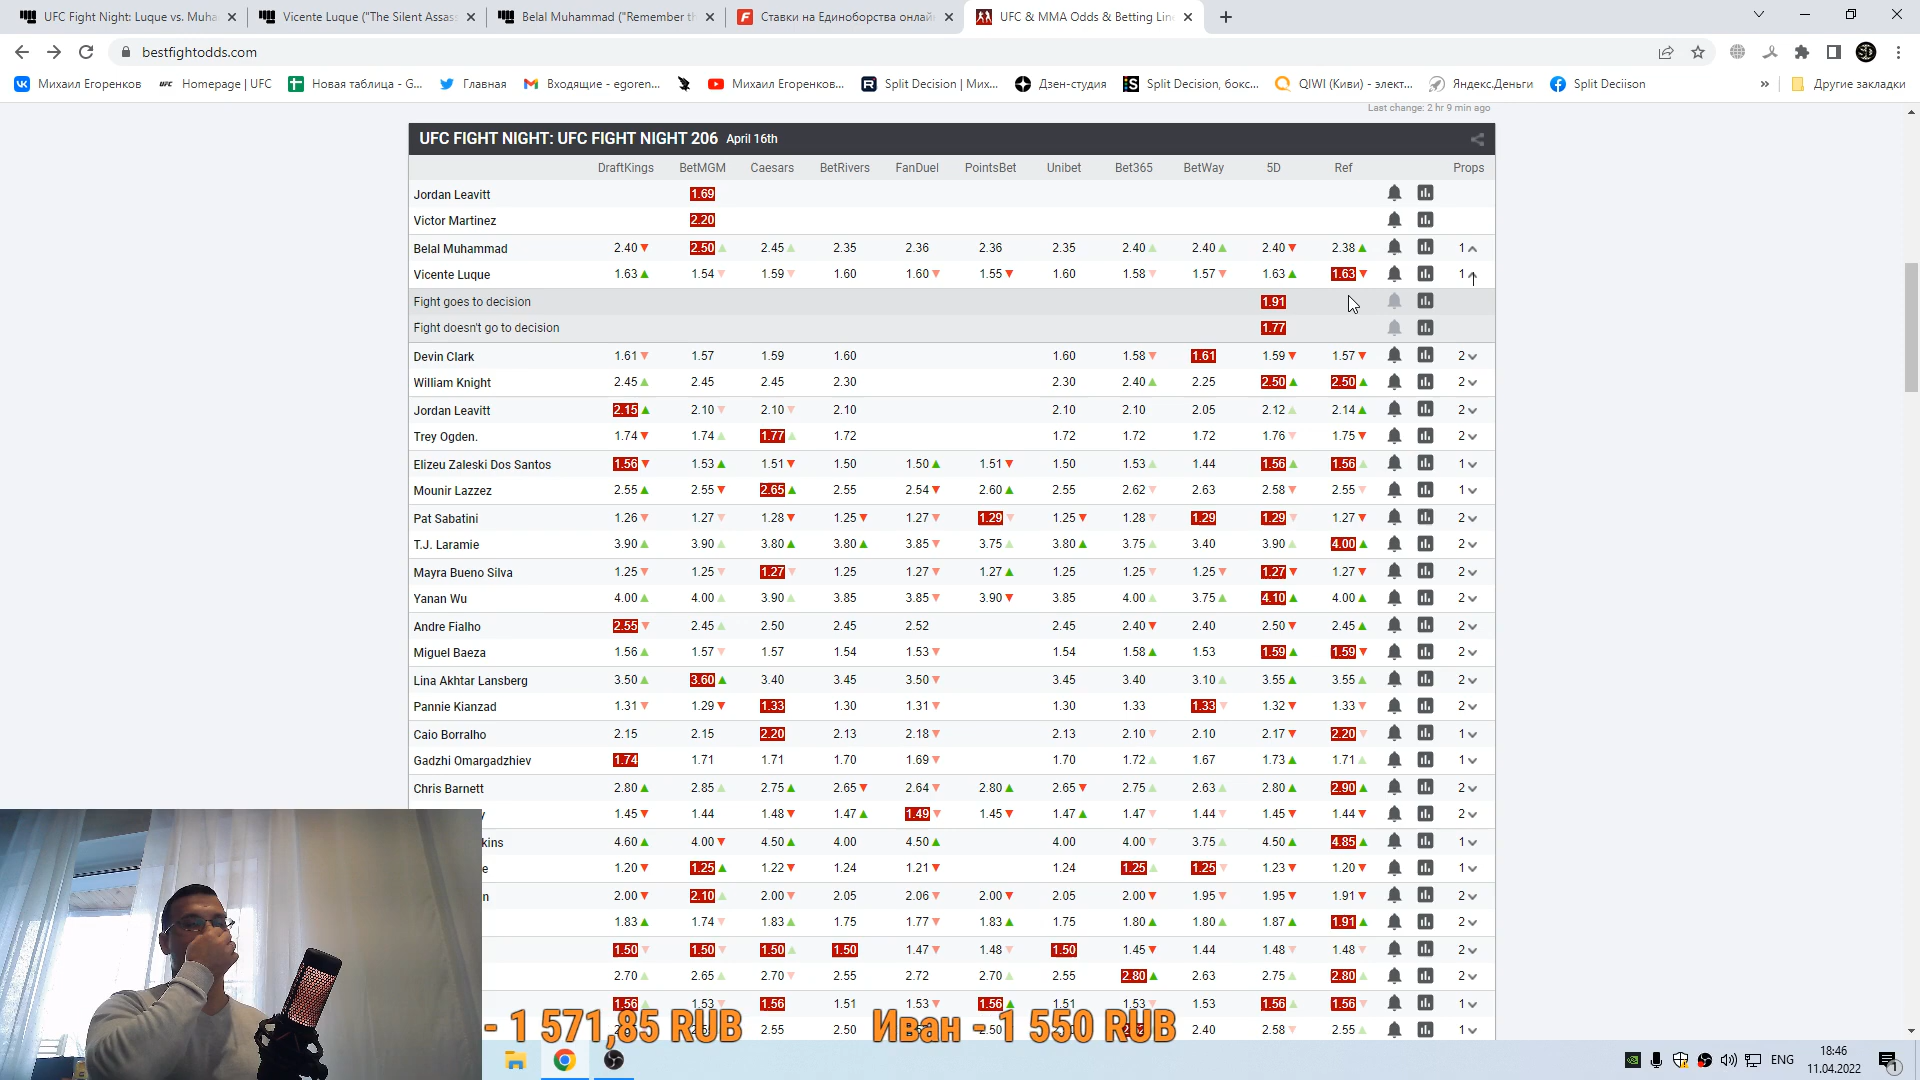 UFC Fight Night: Luque vs. Muha
Vicente Luque ("The Silent Assas
Belal Muhammad ("Remember th
Ставки на Единоборства онлай
UFC & MMA Odds & Betting Lin
bestfightodds.com
Михаил Егоренков
UFC Homepage | UFC
Новая таблица - G...
Главная
Входящие - egoren...
Михаил Егоренков...
Split Decision | Мих...
Дзен-студия
Split Decision, бокс...
QIWI (Киви) - элект...
Яндекс.Деньги
Split Deciison
»
Другие закладки
Last change: 2 hr 9 min ago
UFC FIGHT NIGHT: UFC FIGHT NIGHT 206 April 16th
DraftKings BetMGM Caesars BetRivers FanDuel PointsBet Unibet Bet365 BetWay 5D Ref Props
Jordan Leavitt 1.69
Victor Martinez 2.20
Belal Muhammad 2.40▼ 2.50▲ 2.45▲ 2.35 2.36 2.36 2.35 2.40▲ 2.40▲ 2.40▼ 2.38▲ 1
Vicente Luque 1.63▲ 1.54▼ 1.59▼ 1.60 1.60▼ 1.55▼ 1.60 1.58▼ 1.57▼ 1.63▲ 1.63▼ 1
Fight goes to decision 1.91
Fight doesn't go to decision 1.77
Devin Clark 1.61▼ 1.57 1.59 1.60 1.60 1.58▼ 1.61 1.59▼ 1.57▼ 2
William Knight 2.45▲ 2.45 2.45 2.30 2.30 2.40▲ 2.25 2.50▲ 2.50▲ 2
Jordan Leavitt 2.15▲ 2.10▼ 2.10▼ 2.10 2.10 2.10 2.05 2.12▲ 2.14▲ 2
Trey Ogden. 1.74▼ 1.74▲ 1.77▲ 1.72 1.72 1.72 1.72 1.76▼ 1.75▼ 2
Elizeu Zaleski Dos Santos 1.56▼ 1.53▲ 1.51▼ 1.50 1.50▲ 1.51▼ 1.50 1.53▲ 1.44 1.56▲ 1.56▲ 1
Mounir Lazzez 2.55▲ 2.55▼ 2.65▲ 2.55 2.54▼ 2.60▲ 2.55 2.62▼ 2.63 2.58▼ 2.55▼ 1
Pat Sabatini 1.26▼ 1.27▼ 1.28▼ 1.25▼ 1.27▼ 1.29▼ 1.25▼ 1.28▼ 1.29 1.29▼ 1.27▼ 2
T.J. Laramie 3.90▲ 3.90▲ 3.80▲ 3.80▲ 3.85▼ 3.75▲ 3.80▲ 3.75▲ 3.40 3.90▲ 4.00▲ 2
Mayra Bueno Silva 1.25▼ 1.25▼ 1.27▼ 1.25 1.27▼ 1.27▲ 1.25 1.25▼ 1.25▼ 1.27▼ 1.27▼ 2
Yanan Wu 4.00▲ 4.00▲ 3.90▲ 3.85 3.85▼ 3.90▼ 3.85 4.00▲ 3.75▲ 4.10▲ 4.00▲ 2
Andre Fialho 2.55▼ 2.45▲ 2.50 2.45 2.52 2.45 2.40▼ 2.40 2.50▼ 2.45▲ 2
Miguel Baeza 1.56▲ 1.57▼ 1.57 1.54 1.53▼ 1.54 1.58▲ 1.53 1.59▲ 1.59▼ 2
Lina Akhtar Lansberg 3.50▲ 3.60▲ 3.40 3.45 3.50▼ 3.45 3.40 3.10▲ 3.55▲ 3.55▲ 2
Pannie Kianzad 1.31▼ 1.29▼ 1.33 1.30 1.31▼ 1.30 1.33 1.33▼ 1.32▼ 1.33▼ 2
Caio Borralho 2.15 2.15 2.20 2.13 2.18▼ 2.13 2.10▼ 2.10 2.17▼ 2.20▼ 1
Gadzhi Omargadzhiev 1.74 1.71 1.71 1.70 1.69▼ 1.70 1.72▲ 1.67 1.73▲ 1.71▲ 1
Chris Barnett 2.80▲ 2.85▲ 2.75▲ 2.65▼ 2.64▼ 2.80▲ 2.65▼ 2.75▲ 2.63▲ 2.80▲ 2.90▲ 2
y 1.45▼ 1.44 1.48▼ 1.47▲ 1.49▼ 1.45▼ 1.47▲ 1.47▼ 1.44▼ 1.45▼ 1.44▼ 2
kins 4.60▲ 4.00▼ 4.50▲ 4.00 4.50▲ 4.00 4.00▼ 3.75▲ 4.50▲ 4.85▲ 1
e 1.20▼ 1.25▲ 1.22▼ 1.24 1.21▼ 1.24 1.25▲ 1.25▼ 1.23▼ 1.20▼ 1
n 2.00▼ 2.10▲ 2.00▼ 2.05 2.06▼ 2.00▼ 2.05 2.00▼ 1.95▼ 1.95▼ 1.91▼ 2
1.83▲ 1.74▼ 1.83▲ 1.75 1.77▼ 1.83▲ 1.75 1.80▲ 1.80▲ 1.87▲ 1.91▲ 2
1.50▼ 1.50▼ 1.50▲ 1.50 1.47▼ 1.48▼ 1.50 1.45▼ 1.44 1.48▼ 1.48▼ 2
2.70▲ 2.65▲ 2.70▼ 2.55 2.72 2.70▲ 2.55 2.80▲ 2.63 2.75▲ 2.80▲ 2
1.56▲ 1.53▼ 1.56 1.51 1.53▼ 1.56▲ 1.51 1.53▼ 1.53 1.56▲ 1.56▼ 1
2.55 2.50 2.40 2.58▼ 2.55▲ 1
- 1 571,85 RUB Иван - 1 550 RUB
ENG
18:46
11.04.2022
1